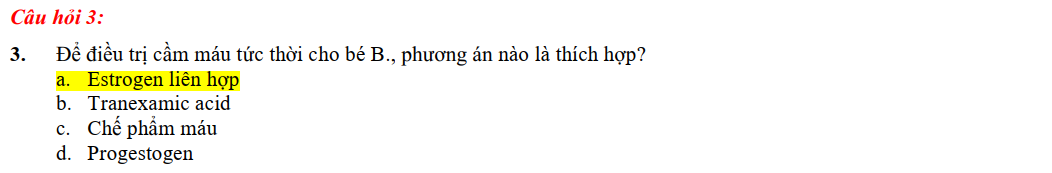 Câu hỏi 3:
3. Để điều trị cầm máu tức thời cho bé B., phương án nào là thích hợp?
a. Estrogen liên hợp
b. Tranexamic acid
c. Chế phẩm máu
d. Progestogen